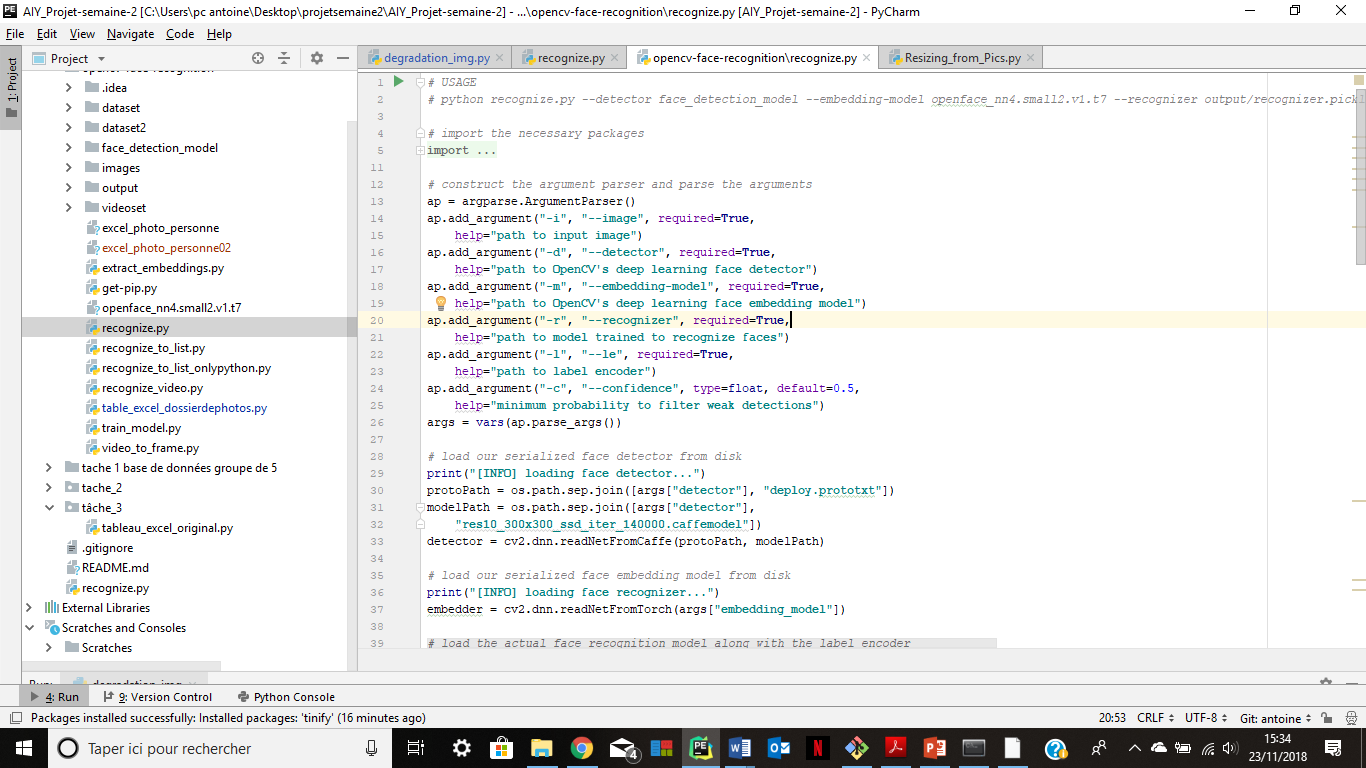 AIY_Projet-semaine-2 [C:\Users\pc antoine\Desktop\projetsemaine2\AIY_Projet-semaine-2] - ...\opencv-face-recognition\recognize.py [AIY_Projet-semaine-2] - PyCharm
File Edit View Navigate Code Help
Project
degradation_img.py
recognize.py
opencv-face-recognition\recognize.py
Resizing_from_Pics.py
1: Project
.idea
dataset
dataset2
face_detection_model
images
output
videoset
excel_photo_personne
excel_photo_personne02
extract_embeddings.py
get-pip.py
openface_nn4.small2.v1.t7
recognize.py
recognize_to_list.py
recognize_to_list_onlypython.py
recognize_video.py
table_excel_dossierdephotos.py
train_model.py
video_to_frame.py
tache 1 base de données groupe de 5
tache_2
tâche_3
tableau_excel_original.py
.gitignore
README.md
recognize.py
External Libraries
Scratches and Consoles
Scratches
1 # USAGE
2 # python recognize.py --detector face_detection_model --embedding-model openface_nn4.small2.v1.t7 --recognizer output/recognizer.pickl
3
4 # import the necessary packages
5 import ...
11
12 # construct the argument parser and parse the arguments
13 ap = argparse.ArgumentParser()
14 ap.add_argument("-i", "--image", required=True,
15 help="path to input image")
16 ap.add_argument("-d", "--detector", required=True,
17 help="path to OpenCV's deep learning face detector")
18 ap.add_argument("-m", "--embedding-model", required=True,
19 help="path to OpenCV's deep learning face embedding model")
20 ap.add_argument("-r", "--recognizer", required=True,
21 help="path to model trained to recognize faces")
22 ap.add_argument("-l", "--le", required=True,
23 help="path to label encoder")
24 ap.add_argument("-c", "--confidence", type=float, default=0.5,
25 help="minimum probability to filter weak detections")
26 args = vars(ap.parse_args())
27
28 # load our serialized face detector from disk
29 print("[INFO] loading face detector...")
30 protoPath = os.path.sep.join([args["detector"], "deploy.prototxt"])
31 modelPath = os.path.sep.join([args["detector"],
32 "res10_300x300_ssd_iter_140000.caffemodel"])
33 detector = cv2.dnn.readNetFromCaffe(protoPath, modelPath)
34
35 # load our serialized face embedding model from disk
36 print("[INFO] loading face recognizer...")
37 embedder = cv2.dnn.readNetFromTorch(args["embedding_model"])
38
39 # load the actual face recognition model along with the label encoder
Run: degradation_img
4: Run 9: Version Control Python Console
Packages installed successfully: Installed packages: 'tinify' (16 minutes ago)
20:53 CRLF UTF-8 Git: antoine
Taper ici pour rechercher
4
15:34
23/11/2018